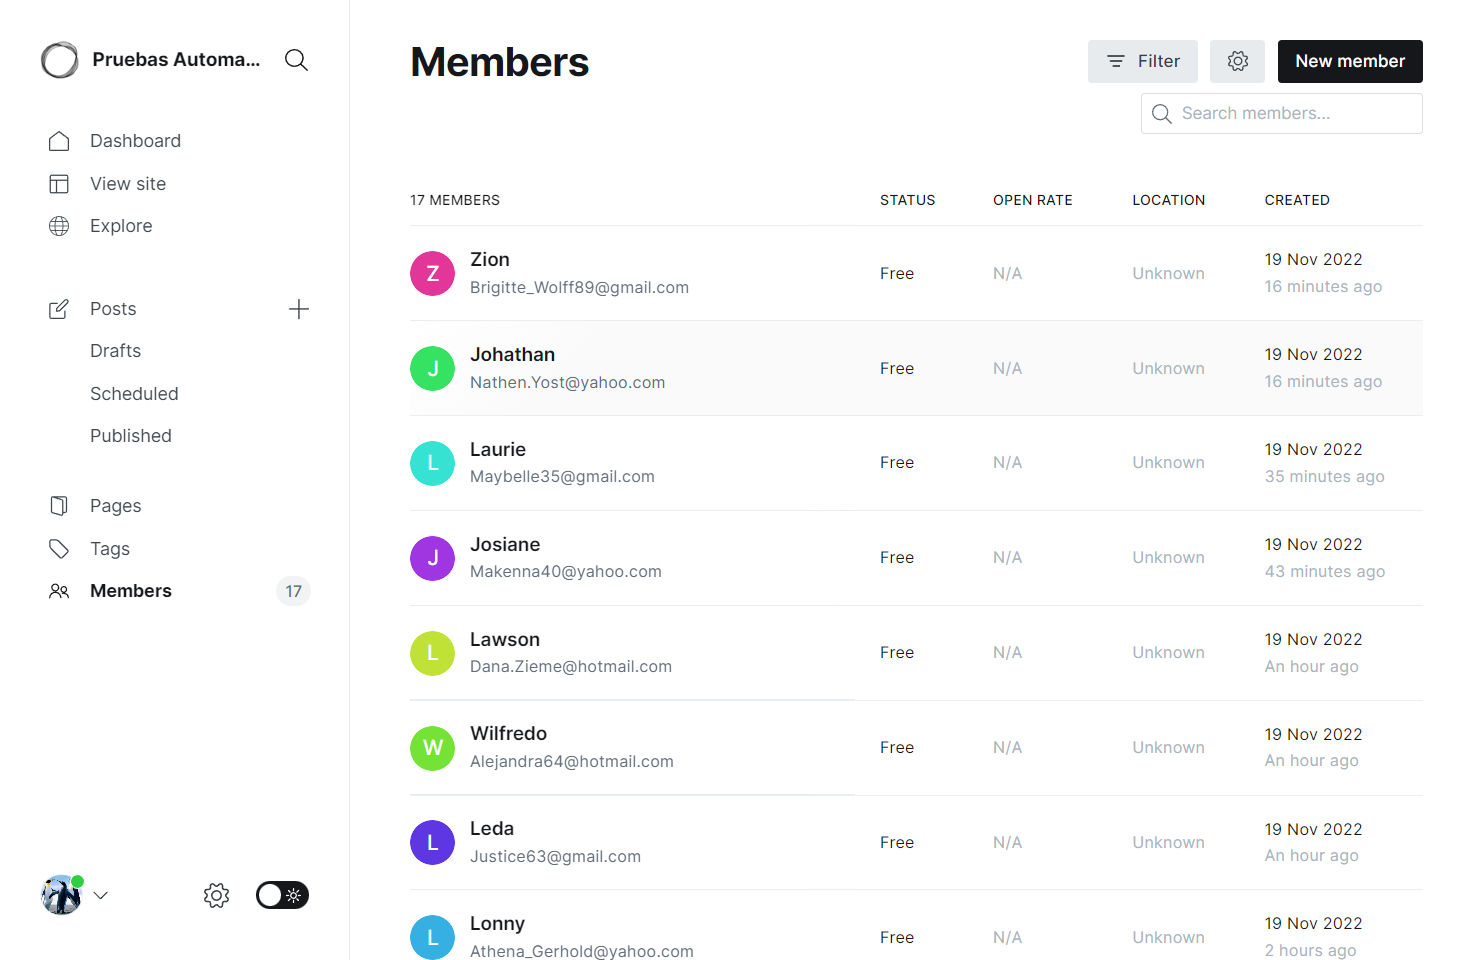 Pruebas Automa...
Dashboard
View site
Explore
Posts
Drafts
Scheduled
Published
Pages
Tags
Members 17
Members
Filter
New member
Search members...
17 MEMBERS STATUS OPEN RATE LOCATION CREATED
Z Zion Brigitte_Wolff89@gmail.com Free N/A Unknown 19 Nov 2022 16 minutes ago
J Johathan Nathen.Yost@yahoo.com Free N/A Unknown 19 Nov 2022 16 minutes ago
L Laurie Maybelle35@gmail.com Free N/A Unknown 19 Nov 2022 35 minutes ago
J Josiane Makenna40@yahoo.com Free N/A Unknown 19 Nov 2022 43 minutes ago
L Lawson Dana.Zieme@hotmail.com Free N/A Unknown 19 Nov 2022 An hour ago
W Wilfredo Alejandra64@hotmail.com Free N/A Unknown 19 Nov 2022 An hour ago
L Leda Justice63@gmail.com Free N/A Unknown 19 Nov 2022 An hour ago
L Lonny Athena_Gerhold@yahoo.com Free N/A Unknown 19 Nov 2022 2 hours ago